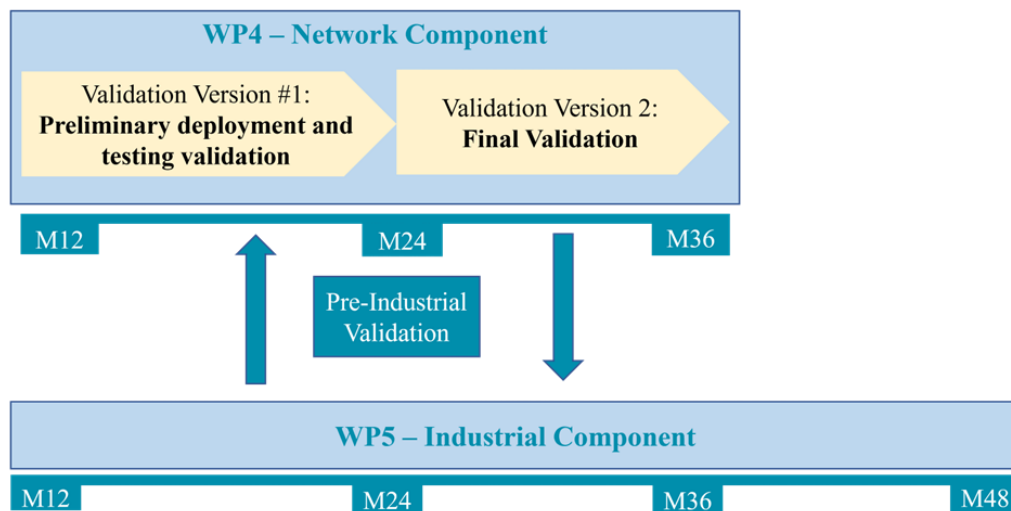 WP4 – Network Component
Validation Version #1:
Preliminary deployment and
testing validation
Validation Version 2:
Final Validation
M12
M24
M36
Pre-Industrial
Validation
WP5 – Industrial Component
M12
M24
M36
M48